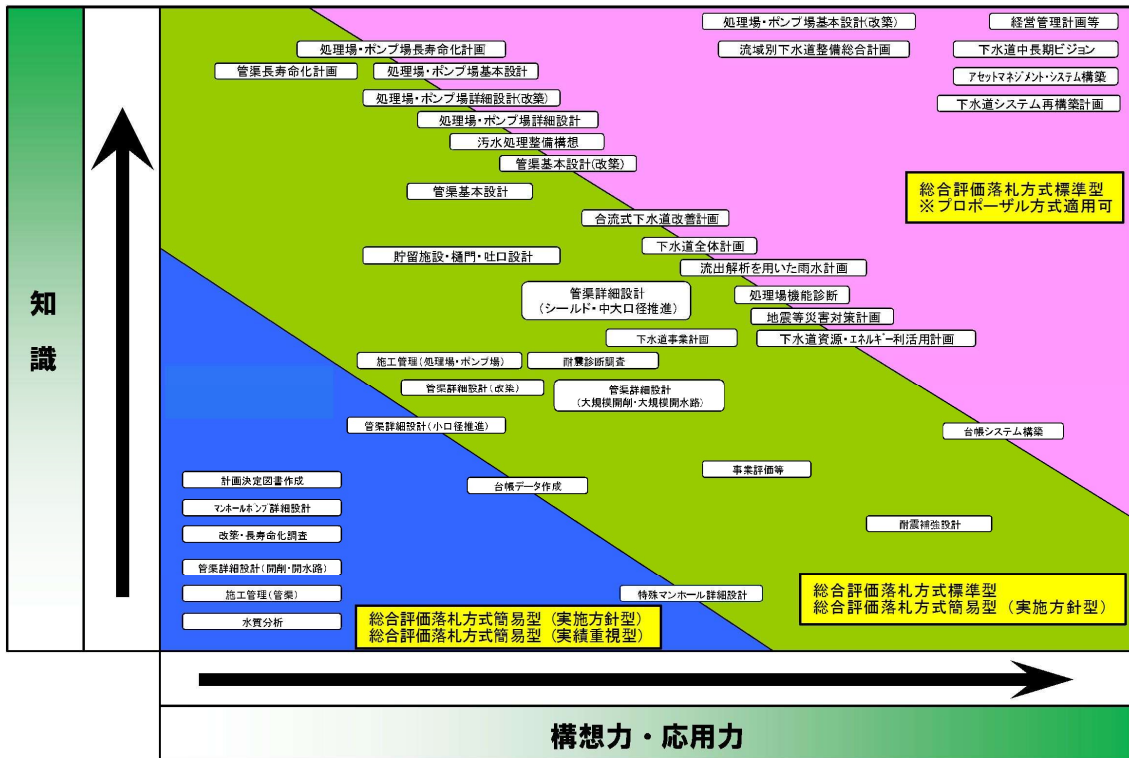 処理場・ポンプ場基本設計(改築)
経営管理計画等
処理場・ポンプ場長寿命化計画
流域別下水道整備総合計画
下水道中長期ビジョン
管渠長寿命化計画
処理場・ポンプ場基本設計
アセットマネジメント・システム構築
処理場・ポンプ場詳細設計(改築)
下水道システム再構築計画
処理場・ポンプ場詳細設計
汚水処理整備構想
管渠基本設計(改築)
管渠基本設計
総合評価落札方式標準型
※プロポーザル方式適用可
合流式下水道改善計画
下水道全体計画
貯留施設・樋門・吐口設計
流出解析を用いた雨水計画
管渠詳細設計
(シールド・中大口径推進)
処理場機能診断
地震等災害対策計画
下水道事業計画
下水道資源・エネルギー利活用計画
施工管理(処理場・ポンプ場)
耐震診断調査
管渠詳細設計(改築)
管渠詳細設計
(大規模開削・大規模開水路)
管渠詳細設計(小口径推進)
台帳システム構築
事業評価等
計画決定図書作成
台帳データ作成
マンホールポンプ詳細設計
耐震補強設計
改築・長寿命化調査
管渠詳細設計(開削・開水路)
施工管理(管渠)
特殊マンホール詳細設計
総合評価落札方式標準型
総合評価落札方式簡易型(実施方針型)
水質分析
総合評価落札方式簡易型(実施方針型)
総合評価落札方式簡易型(実績重視型)
知
識
構想力・応用力